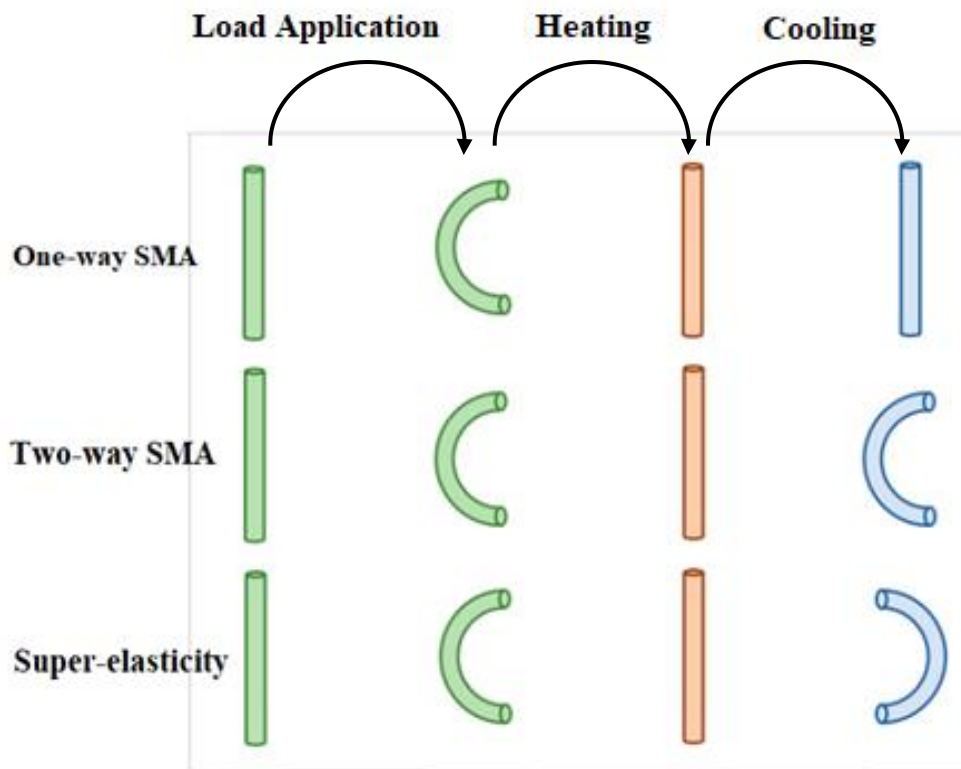 Load Application
Heating
Cooling
One-way SMA
Two-way SMA
Super-elasticity